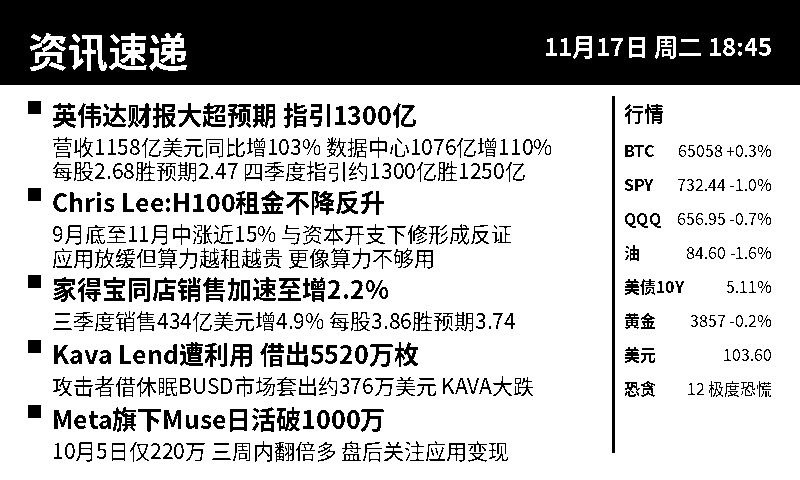 资讯速递
11月17日 周二 18:45
英伟达财报大超预期 指引1300亿
营收1158亿美元同比增103% 数据中心1076亿增110%
每股2.68胜预期2.47 四季度指引约1300亿胜1250亿
Chris Lee:H100租金不降反升
9月底至11月中涨近15% 与资本开支下修形成反证
应用放缓但算力越租越贵 更像算力不够用
家得宝同店销售加速至增2.2%
三季度销售434亿美元增4.9% 每股3.86胜预期3.74
Kava Lend遭利用 借出5520万枚
攻击者借休眠BUSD市场套出约376万美元 KAVA大跌
Meta旗下Muse日活破1000万
10月5日仅220万 三周内翻倍多 盘后关注应用变现
行情
BTC 65058 +0.3%
SPY 732.44 -1.0%
QQQ 656.95 -0.7%
油 84.60 -1.6%
美债10Y 5.11%
黄金 3857 -0.2%
美元 103.60
恐贪 12 极度恐慌